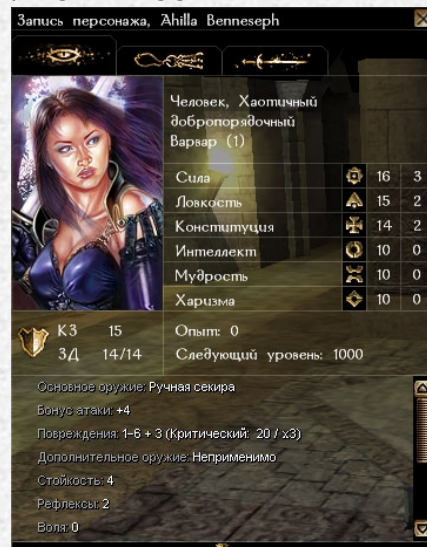 Запись персонажа, Ahilla Benneseph
Человек, Хаотичный
добропорядочный
Варвар (1)
Сила 16 3
Ловкость 15 2
Конституция 14 2
Интеллект 10 0
Мудрость 10 0
Харизма 10 0
КЗ 15 Опыт: 0
ЗД 14/14 Следующий уровень: 1000
Основное оружие: Ручная секира
Бонус атаки: +4
Повреждения: 1-6 + 3 (Критический: 20 / x3)
Дополнительное оружие: Неприменимо
Стойкость: 4
Рефлексы: 2
Воля: 0